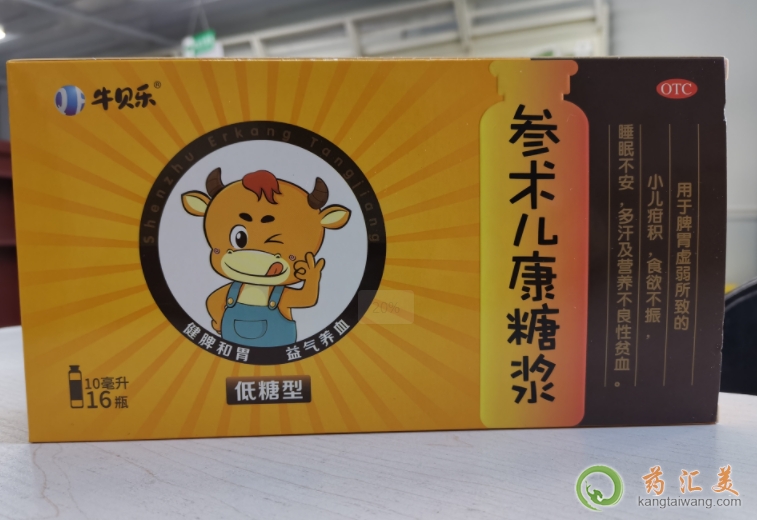 牛贝乐®
Shenzhu Erkang Tangjiang
健脾和胃 益气养血
低糖型
10毫升
16瓶
参术儿康糖浆
OTC
用于脾胃虚弱所致的
小儿疳积，食欲不振，
睡眠不安，多汗及营养不良性贫血。
药汇美
kangtaiwang.com